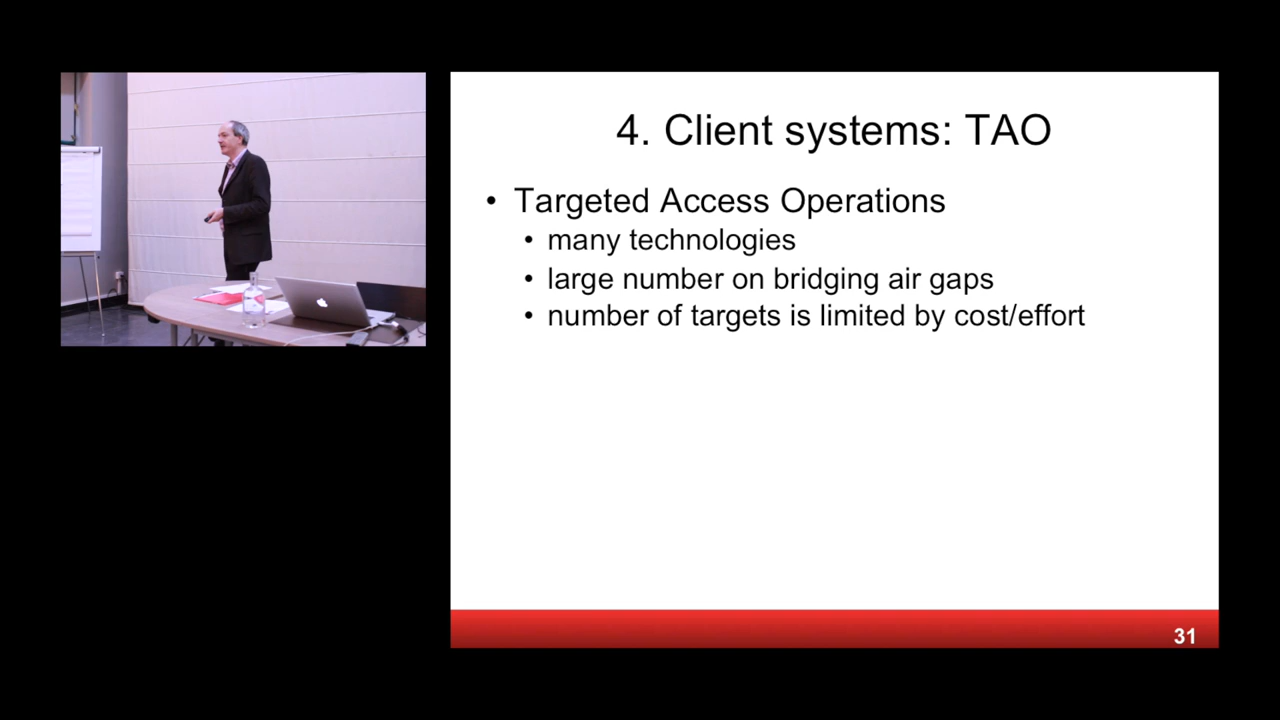 4. Client systems: TAO
• Targeted Access Operations
• many technologies
• large number on bridging air gaps
• number of targets is limited by cost/effort
31